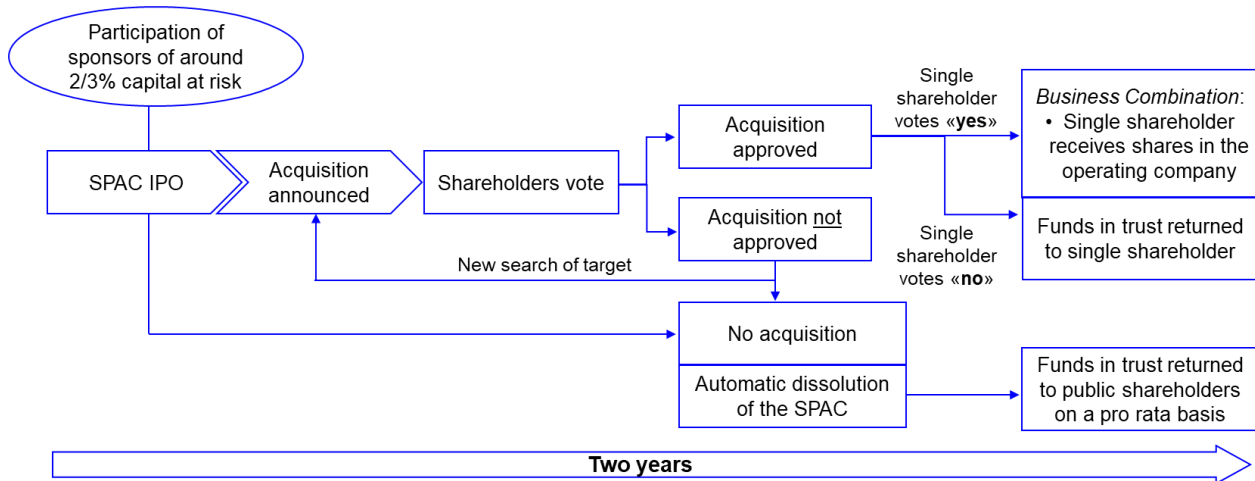 Participation of
sponsors of around
2/3% capital at risk
Single
shareholder
votes «yes»
Business Combination:
• Single shareholder
receives shares in the
operating company
Acquisition
approved
SPAC IPO
Acquisition
announced
Shareholders vote
Acquisition not
approved
Funds in trust returned
to single shareholder
Single
shareholder
votes «no»
New search of target
No acquisition
Automatic dissolution
of the SPAC
Funds in trust returned
to public shareholders
on a pro rata basis
Two years